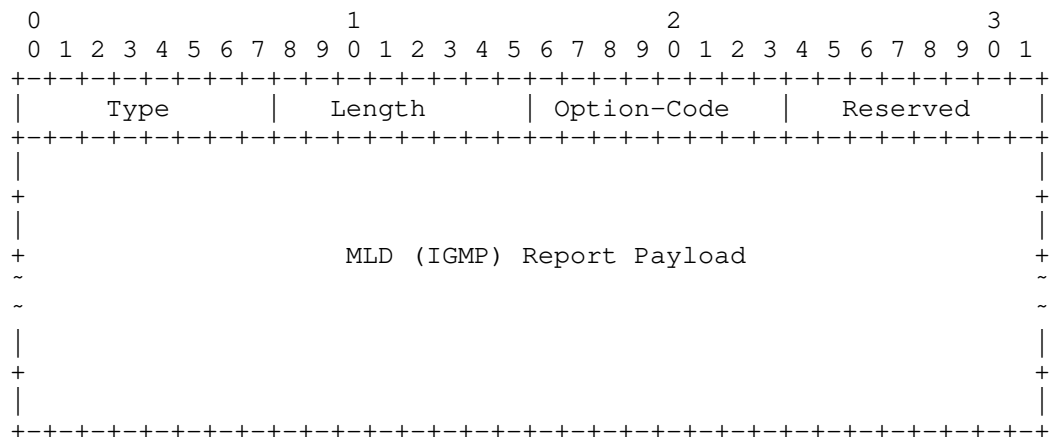 0                   1                   2                   3
0 1 2 3 4 5 6 7 8 9 0 1 2 3 4 5 6 7 8 9 0 1 2 3 4 5 6 7 8 9 0 1
+-+-+-+-+-+-+-+-+-+-+-+-+-+-+-+-+-+-+-+-+-+-+-+-+-+-+-+-+-+-+-+-+
|     Type      |   Length      | Option-Code   |   Reserved    |
+-+-+-+-+-+-+-+-+-+-+-+-+-+-+-+-+-+-+-+-+-+-+-+-+-+-+-+-+-+-+-+-+
|                                                               |
+                                                               +
|                                                               |
+                    MLD (IGMP) Report Payload                  +
~                                                               ~
~                                                               ~
|                                                               |
+                                                               +
|                                                               |
+-+-+-+-+-+-+-+-+-+-+-+-+-+-+-+-+-+-+-+-+-+-+-+-+-+-+-+-+-+-+-+-+